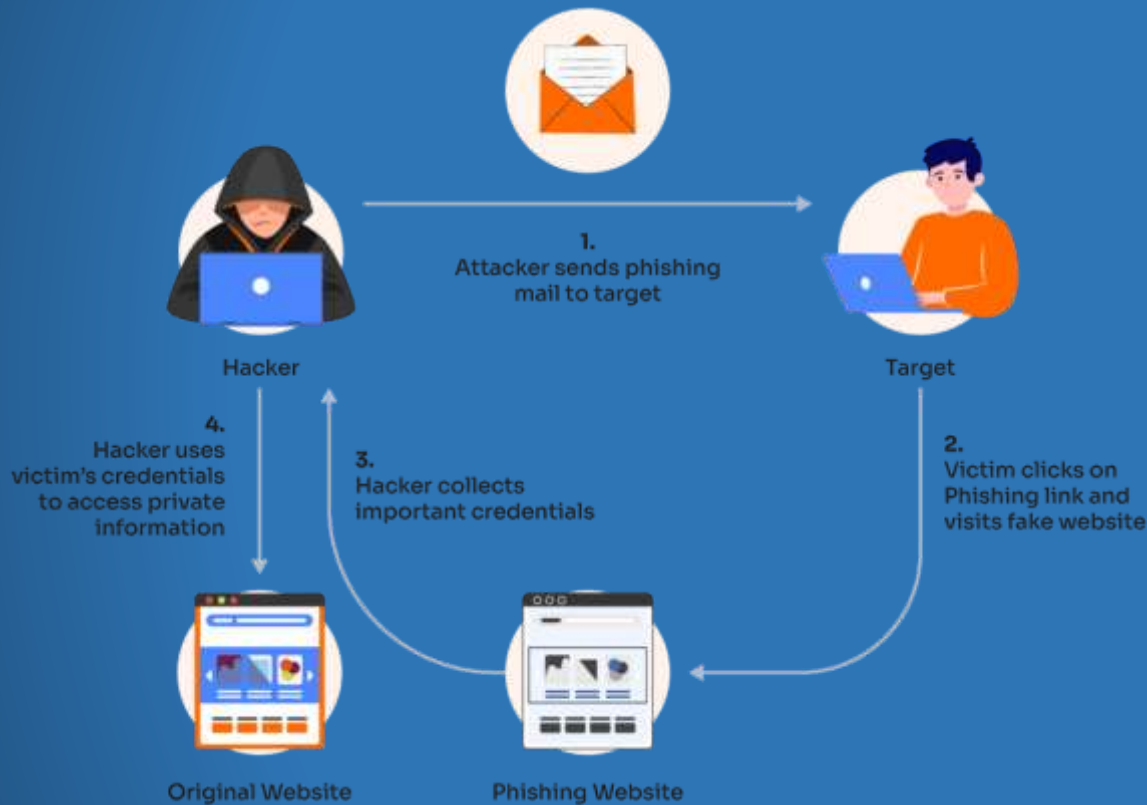 1.
Attacker sends phishing
mail to target
Hacker
Target
2.
Victim clicks on
Phishing link and
visits fake website
3.
Hacker collects
important credentials
4.
Hacker uses
victim's credentials
to access private
information
Original Website
Phishing Website